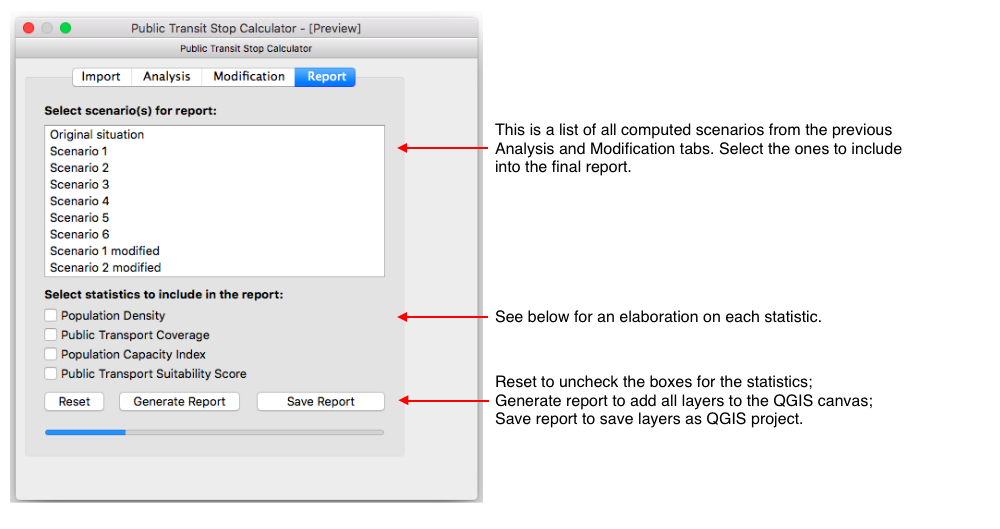 Public Transit Stop Calculator - [Preview]
Public Transit Stop Calculator
Import Analysis Modification Report
Select scenario(s) for report:
Original situation
Scenario 1
Scenario 2
Scenario 3
Scenario 4
Scenario 5
Scenario 6
Scenario 1 modified
Scenario 2 modified
This is a list of all computed scenarios from the previous
Analysis and Modification tabs. Select the ones to include
into the final report.
Select statistics to include in the report:
Population Density
Public Transport Coverage
Population Capacity Index
Public Transport Suitability Score
See below for an elaboration on each statistic.
Reset Generate Report Save Report
Reset to uncheck the boxes for the statistics;
Generate report to add all layers to the QGIS canvas;
Save report to save layers as QGIS project.